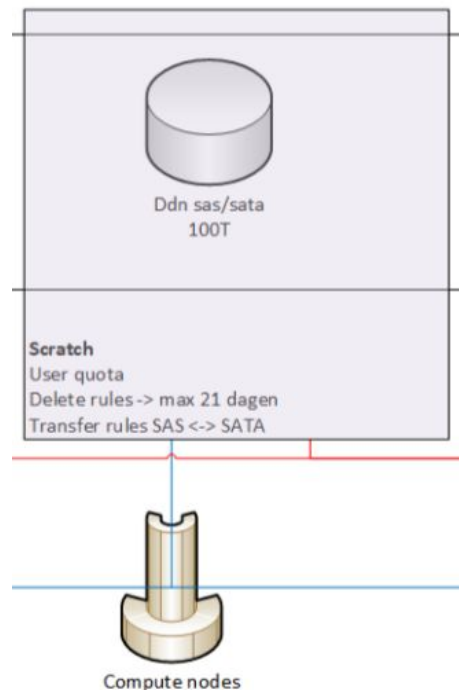 Ddn sas/sata
100T
Scratch
User quota
Delete rules -> max 21 dagen
Transfer rules SAS <-> SATA
Compute nodes